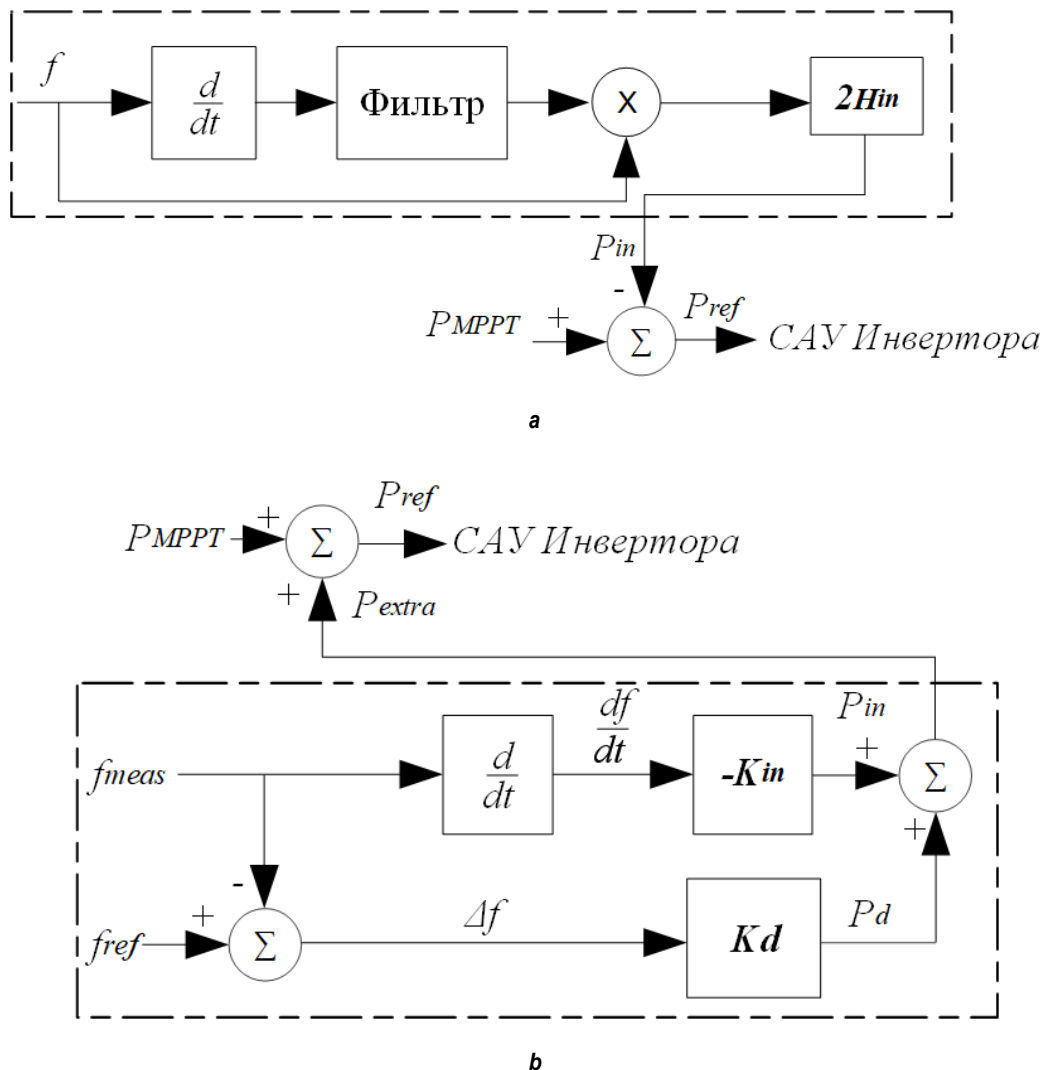 f
d
dt
Фильтр
X
2Hin
Pin
-
PMPPT
+
Σ
Pref
САУ Инвертора
a
PMPPT
+
Σ
Pref
САУ Инвертора
+
Pextra
fmeas
d
dt
df
dt
-Kin
Pin
+
Σ
+
-
fref
+
Σ
Δf
Kd
Pd
b